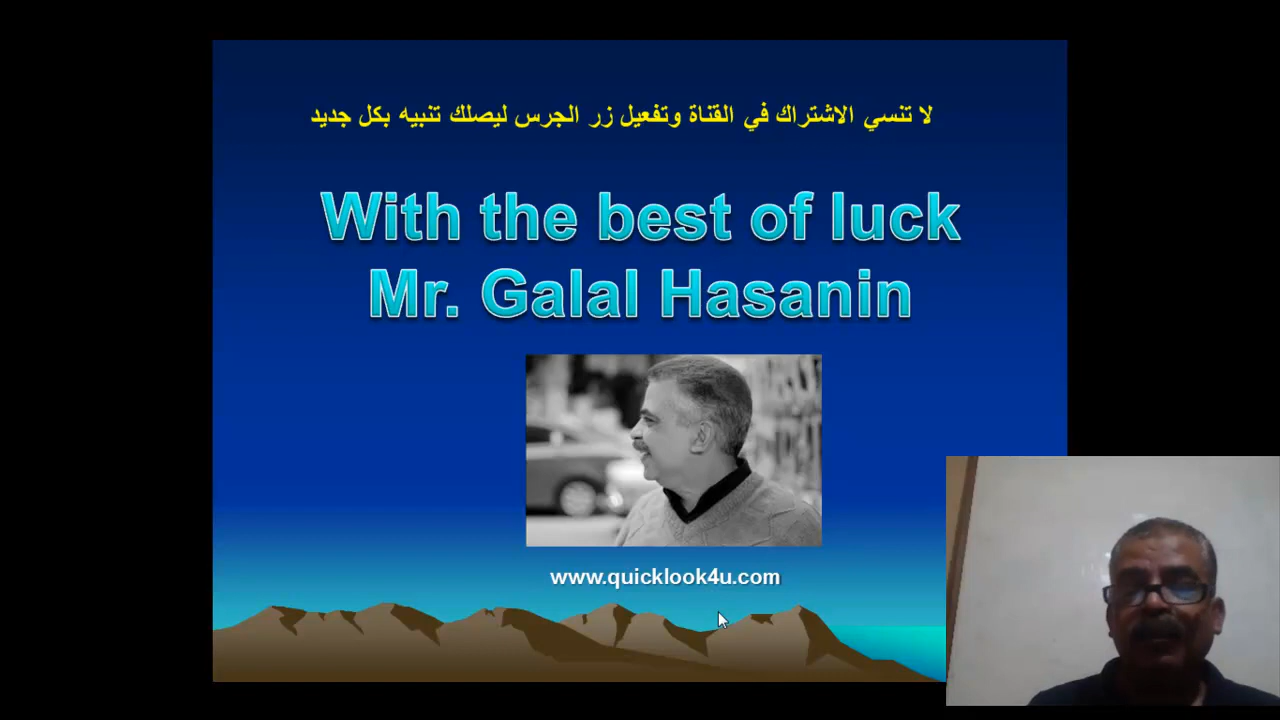 لا تنسي الاشتراك في القناة وتفعيل زر الجرس ليصلك تنبيه بكل جديد
With the best of luck
Mr. Galal Hasanin
www.quicklook4u.com